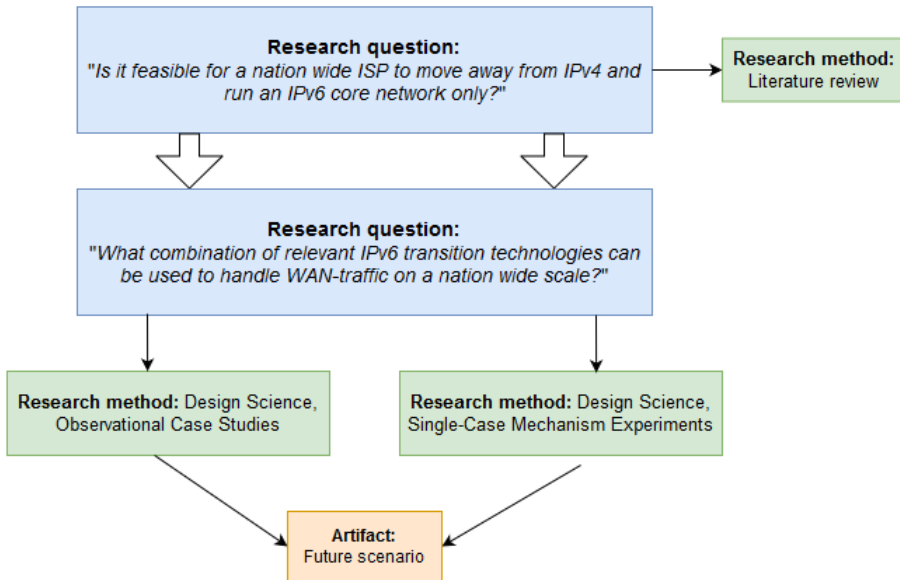 Research question:
"Is it feasible for a nation wide ISP to move away from IPv4 and
run an IPv6 core network only?"
Research method:
Literature review
Research question:
"What combination of relevant IPv6 transition technologies can
be used to handle WAN-traffic on a nation wide scale?"
Research method: Design Science,
Observational Case Studies
Research method: Design Science,
Single-Case Mechanism Experiments
Artifact:
Future scenario